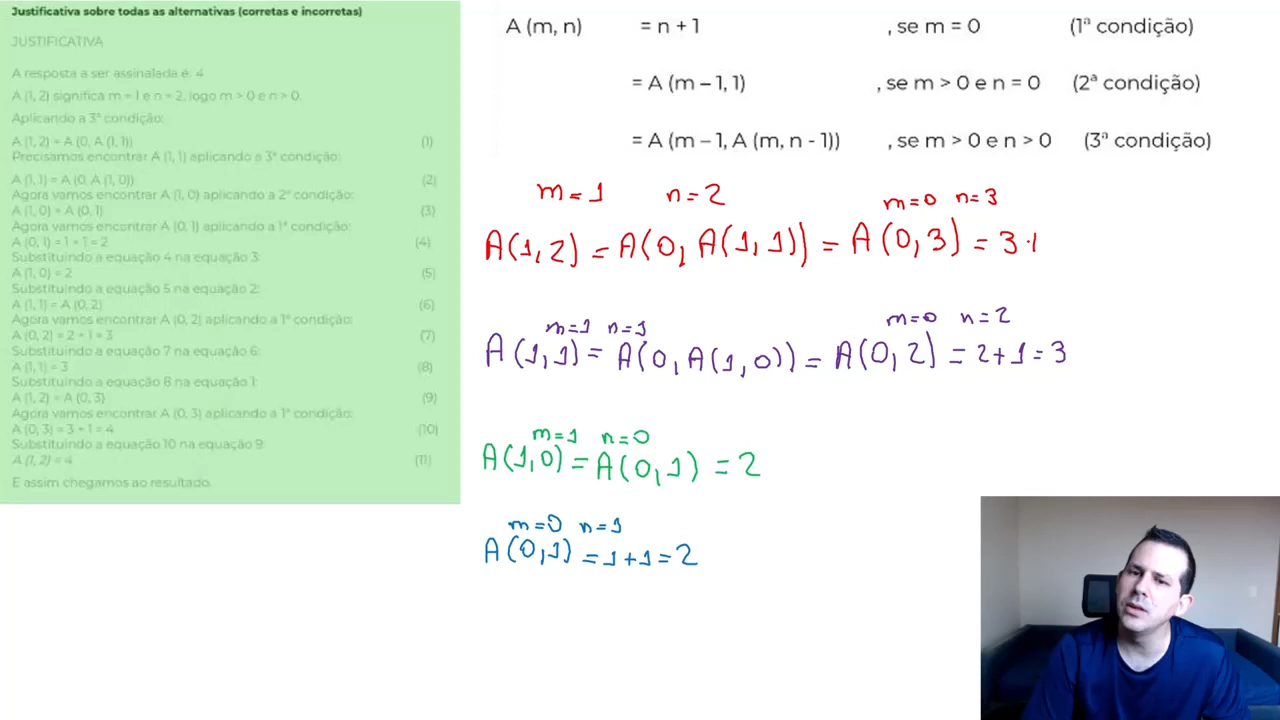 Justificativa sobre todas as alternativas (corretas e incorretas)
JUSTIFICATIVA
A resposta a ser assinalada é: 4
A (1, 2) significa m = 1 e n = 2, logo m > 0 e n > 0.
Aplicando a 3ª condição:
A (1, 2) = A (0, A (1, 1)) (1)
Precisamos encontrar A (1, 1) aplicando a 3ª condição:
A (1, 1) = A (0, A (1, 0)) (2)
Agora vamos encontrar A (1, 0) aplicando a 2ª condição:
A (1, 0) = A (0, 1) (3)
Agora vamos encontrar A (0, 1) aplicando a 1ª condição:
A (0, 1) = 1 + 1 = 2 (4)
Substituindo a equação 4 na equação 3:
A (1, 0) = 2 (5)
Substituindo a equação 5 na equação 2:
A (1, 1) = A (0, 2) (6)
Agora vamos encontrar A (0, 2) aplicando a 1ª condição:
A (0, 2) = 2 + 1 = 3 (7)
Substituindo a equação 7 na equação 6:
A (1, 1) = 3 (8)
Substituindo a equação 8 na equação 1:
A (1, 2) = A (0, 3) (9)
Agora vamos encontrar A (0, 3) aplicando a 1ª condição:
A (0, 3) = 3 + 1 = 4 (10)
Substituindo a equação 10 na equação 9:
A (1, 2) = 4 (11)
E assim chegamos ao resultado.
A (m, n) = n + 1 , se m = 0 (1ª condição)
= A (m – 1, 1) , se m > 0 e n = 0 (2ª condição)
= A (m – 1, A (m, n - 1)) , se m > 0 e n > 0 (3ª condição)
m = 1 n = 2 m = 0 n = 3
A(1,2) = A(0, A(1,1)) = A(0,3) = 3 ·1
m=1 n=1 m=0 n=2
A(1,1) = A(0, A(1,0)) = A(0,2) = 2+1 = 3
m=1 n=0
A(1,0) = A(0,1) = 2
m=0 n=1
A(0,1) = 1+1 = 2